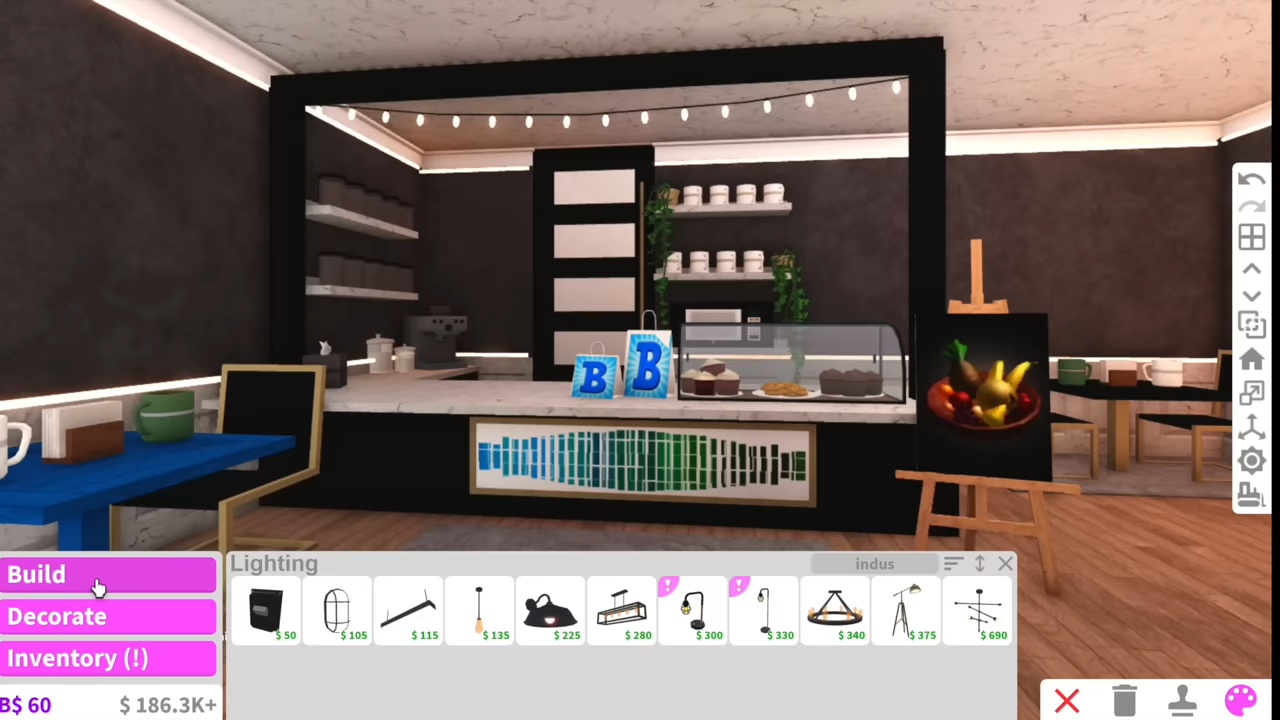 B B
Build
Decorate
Inventory (!)
B$ 60 $ 186.3K+
Lighting indus
$ 50 $ 105 $ 115 $ 135 $ 225 $ 280 ! $ 300 ! $ 330 $ 340 $ 375 $ 690